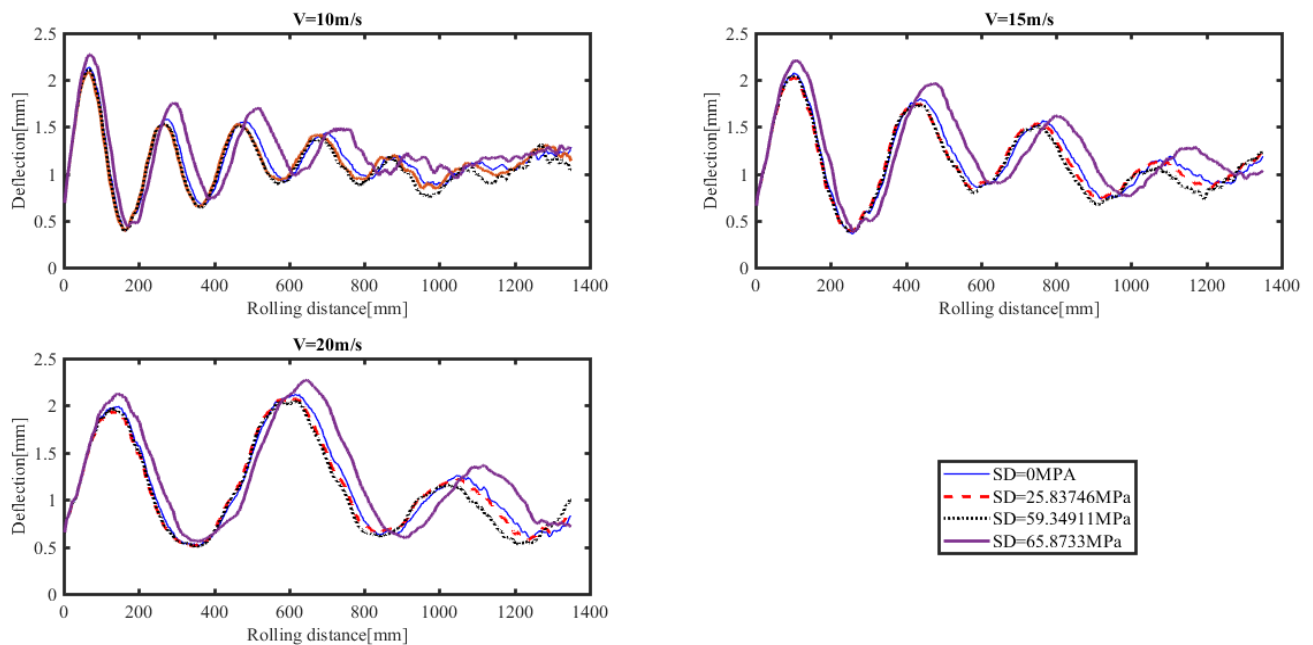 V=10m/s
2.5
2
1.5
1
0.5
0
Deflection[mm]
0 200 400 600 800 1000 1200 1400
Rolling distance[mm]
V=15m/s
2.5
2
1.5
1
0.5
0
Deflection[mm]
0 200 400 600 800 1000 1200 1400
Rolling distance[mm]
V=20m/s
2.5
2
1.5
1
0.5
0
Deflection[mm]
0 200 400 600 800 1000 1200 1400
Rolling distance[mm]
SD=0MPA
SD=25.83746MPa
SD=59.34911MPa
SD=65.8733MPa